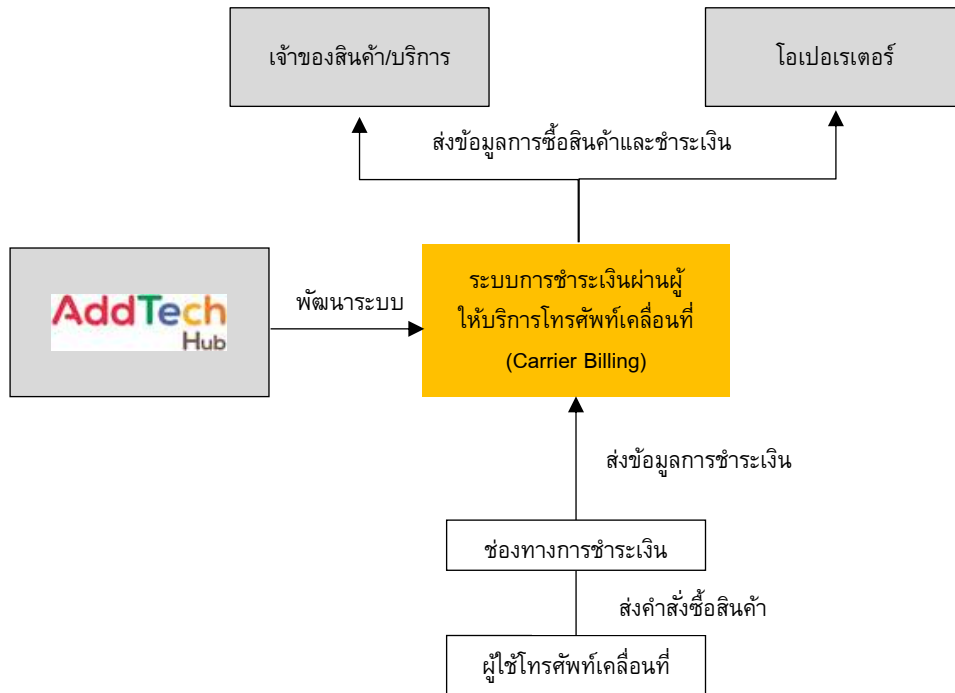 เจ้าของสินค้า/บริการ
โอเปอเรเตอร์
ส่งข้อมูลการซื้อสินค้าและชำระเงิน
AddTech
Hub
พัฒนาระบบ
ระบบการชำระเงินผ่านผู้
ให้บริการโทรศัพท์เคลื่อนที่
(Carrier Billing)
ส่งข้อมูลการชำระเงิน
ช่องทางการชำระเงิน
ส่งคำสั่งซื้อสินค้า
ผู้ใช้โทรศัพท์เคลื่อนที่